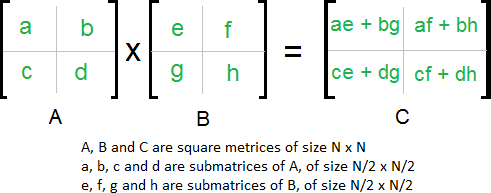 a b e f ae + bg af + bh
X =
c d g h ce + dg cf + dh
A B C
A, B and C are square metrices of size N x N
a, b, c and d are submatrices of A, of size N/2 x N/2
e, f, g and h are submatrices of B, of size N/2 x N/2